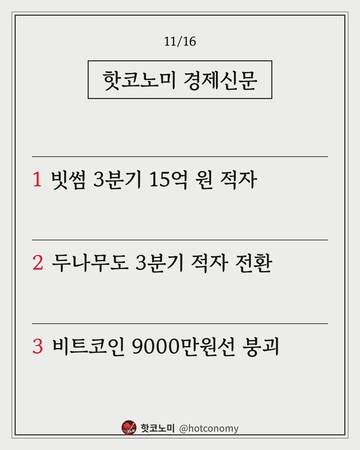 11/16
핫코노미 경제신문
1 빗썸 3분기 15억 원 적자
2 두나무도 3분기 적자 전환
3 비트코인 9000만원선 붕괴
핫코노미 @hotconomy